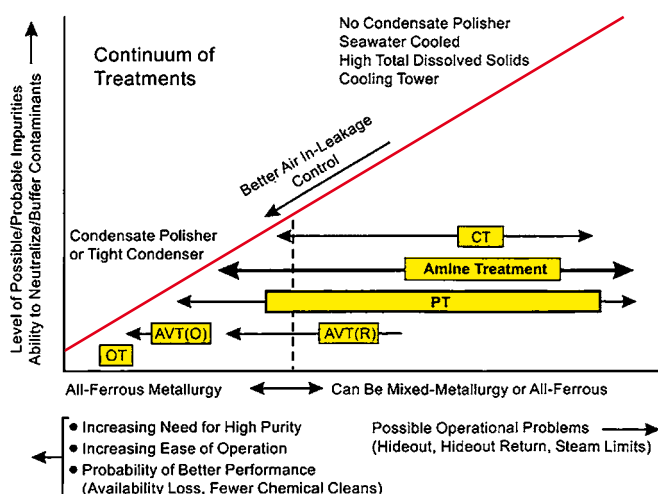 Continuum of
Treatments
No Condensate Polisher
Seawater Cooled
High Total Dissolved Solids
Cooling Tower
Level of Possible/Probable Impurities
Ability to Neutralize/Buffer Contaminants
Better Air In-Leakage
Control
Condensate Polisher
or Tight Condenser
CT
Amine Treatment
PT
AVT(O)
AVT(R)
OT
All-Ferrous Metallurgy
Can Be Mixed-Metallurgy or All-Ferrous
• Increasing Need for High Purity
• Increasing Ease of Operation
• Probability of Better Performance
(Availability Loss, Fewer Chemical Cleans)
Possible Operational Problems
(Hideout, Hideout Return, Steam Limits)